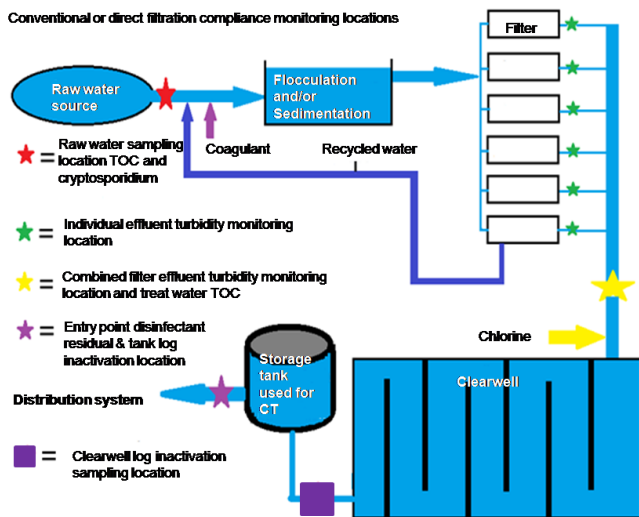 Conventional or direct filtration compliance monitoring locations
Filter
Raw water
source
Flocculation
and/or
Sedimentation
Coagulant
Recycled water
= Raw water sampling
location TOC and
cryptosporidium
= Individual effluent turbidity monitoring
location
= Combined filter effluent turbidity monitoring
location and treat water TOC
= Entry point disinfectant
residual & tank log
inactivation location
Chlorine
Storage
tank
used for
CT
Clearwell
Distribution system
= Clearwell log inactivation
sampling location